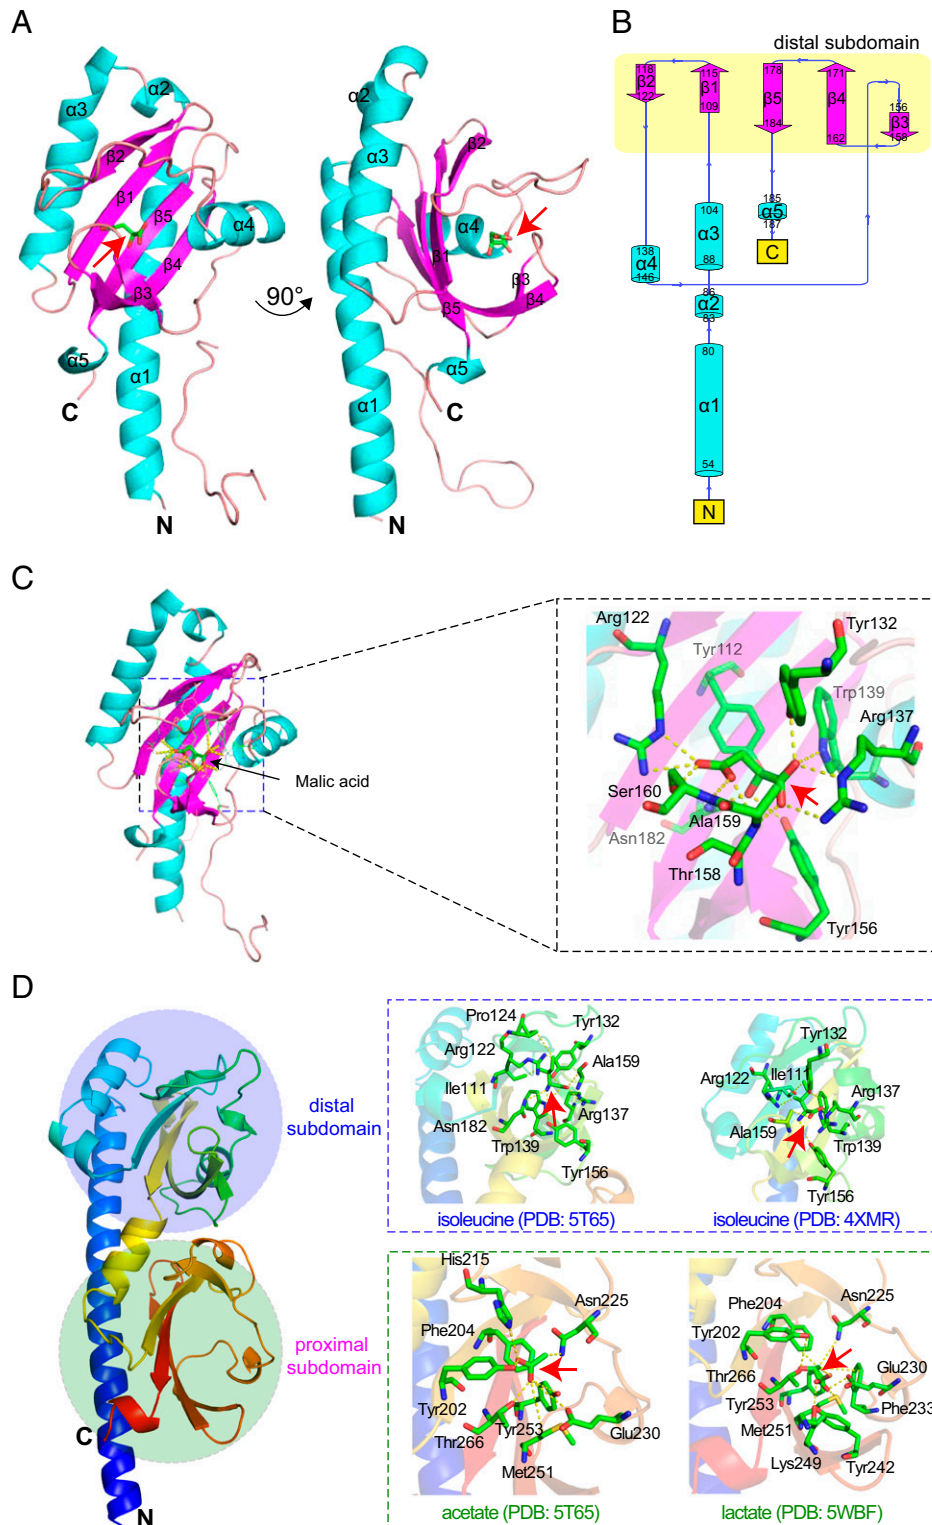 A
α2
α3
β2
β1
β5
α4
β4
β3
α5
α1
C
N
90°
α2
α3
β2
α4
β1
β3
β4
β5
α5
α1
C
N
B
distal subdomain
118
β2
122
115
β1
109
178
β5
184
171
β4
162
156
β3
158
104
α3
88
185
α5
187
C
138
α4
146
86
α2
83
80
α1
54
N
C
Malic acid
Arg122
Tyr132
Tyr112
Trp139
Arg137
Ser160
Ala159
Asn182
Thr158
Tyr156
D
distal
subdomain
proximal
subdomain
C
N
Pro124
Tyr132
Arg122
Ala159
Ile111
Arg137
Asn182
Trp139
Tyr156
isoleucine (PDB: 5T65)
Tyr132
Ile111
Arg122
Arg137
Ala159
Trp139
Tyr156
isoleucine (PDB: 4XMR)
His215
Asn225
Phe204
Tyr202
Tyr253
Thr266
Glu230
Met251
acetate (PDB: 5T65)
Asn225
Phe204
Tyr202
Glu230
Thr266
Tyr253
Phe233
Met251
Lys249
Tyr242
lactate (PDB: 5WBF)